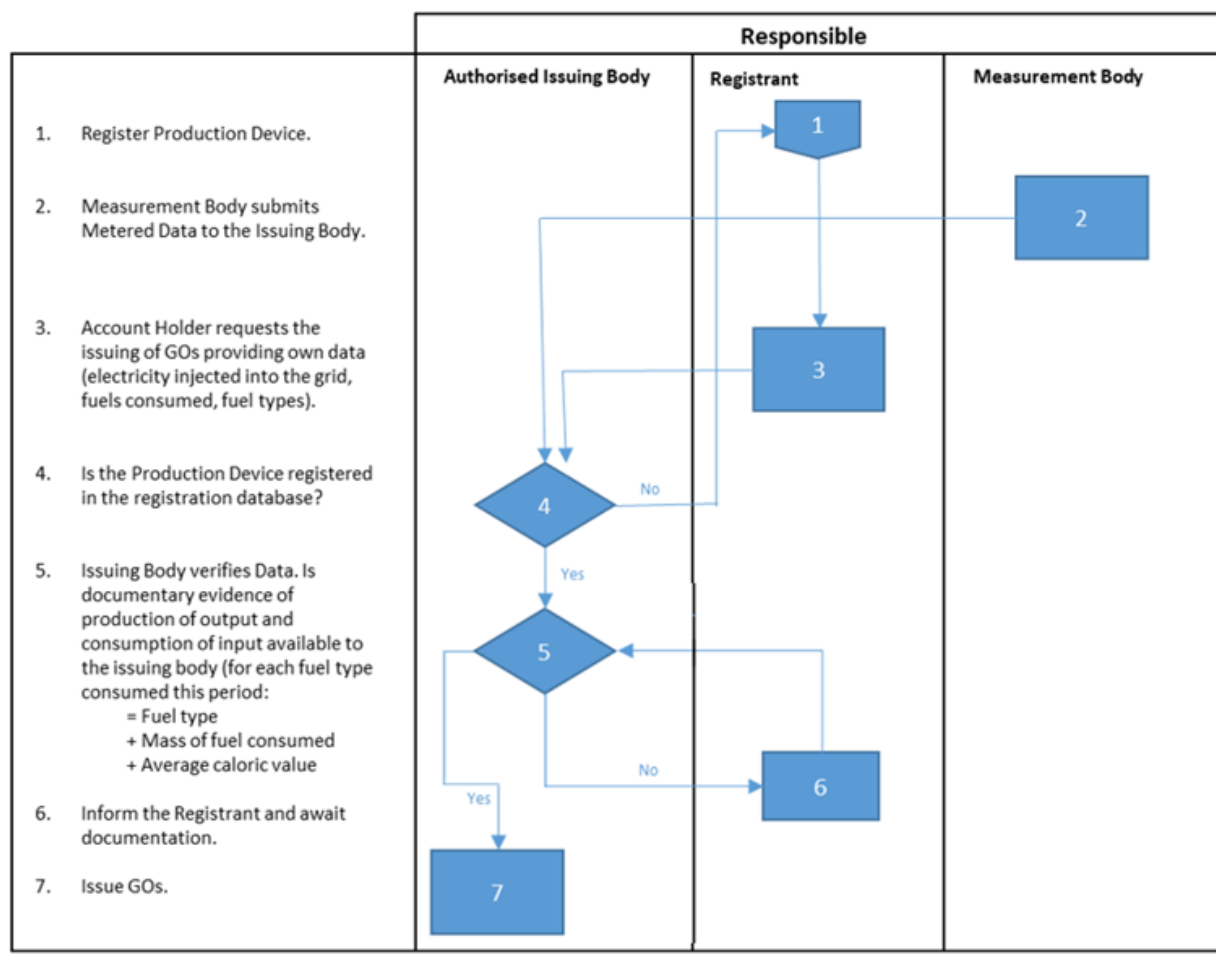 Responsible
Authorised Issuing Body
Registrant
Measurement Body
1. Register Production Device.
2. Measurement Body submits
Metered Data to the Issuing Body.
3. Account Holder requests the
issuing of GOs providing own data
(electricity injected into the grid,
fuels consumed, fuel types).
4. Is the Production Device registered
in the registration database?
5. Issuing Body verifies Data. Is
documentary evidence of
production of output and
consumption of input available to
the issuing body (for each fuel type
consumed this period:
= Fuel type
+ Mass of fuel consumed
+ Average caloric value
6. Inform the Registrant and await
documentation.
7. Issue GOs.
1
2
3
4
No
Yes
5
No
6
Yes
7